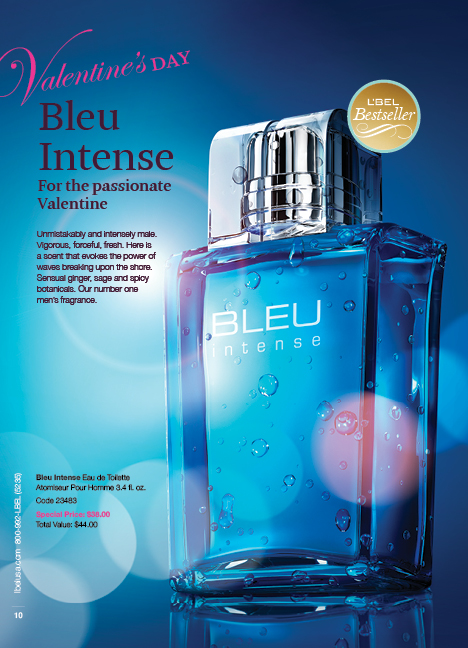 Valentine's DAY
Bleu
Intense
For the passionate
Valentine
Unmistakably and intensely male.
Vigorous, forceful, fresh. Here is
a scent that evokes the power of
waves breaking upon the shore.
Sensual ginger, sage and spicy
botanicals. Our number one
men's fragrance.
L'BEL
Bestseller
BLEU
intense
Bleu Intense Eau de Toilette
Atomiseur Pour Homme 3.4 fl. oz.
Code 23483
Special Price: $36.00
Total Value: $44.00
lbelusa.com 800-992-LBEL (5235)
10